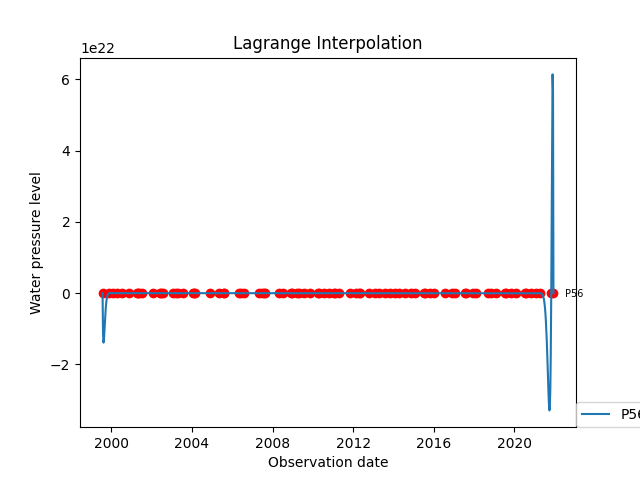 Lagrange Interpolation
1e22
6
4
2
0
−2
Water pressure level
P56
P56
2000 2004 2008 2012 2016 2020
Observation date